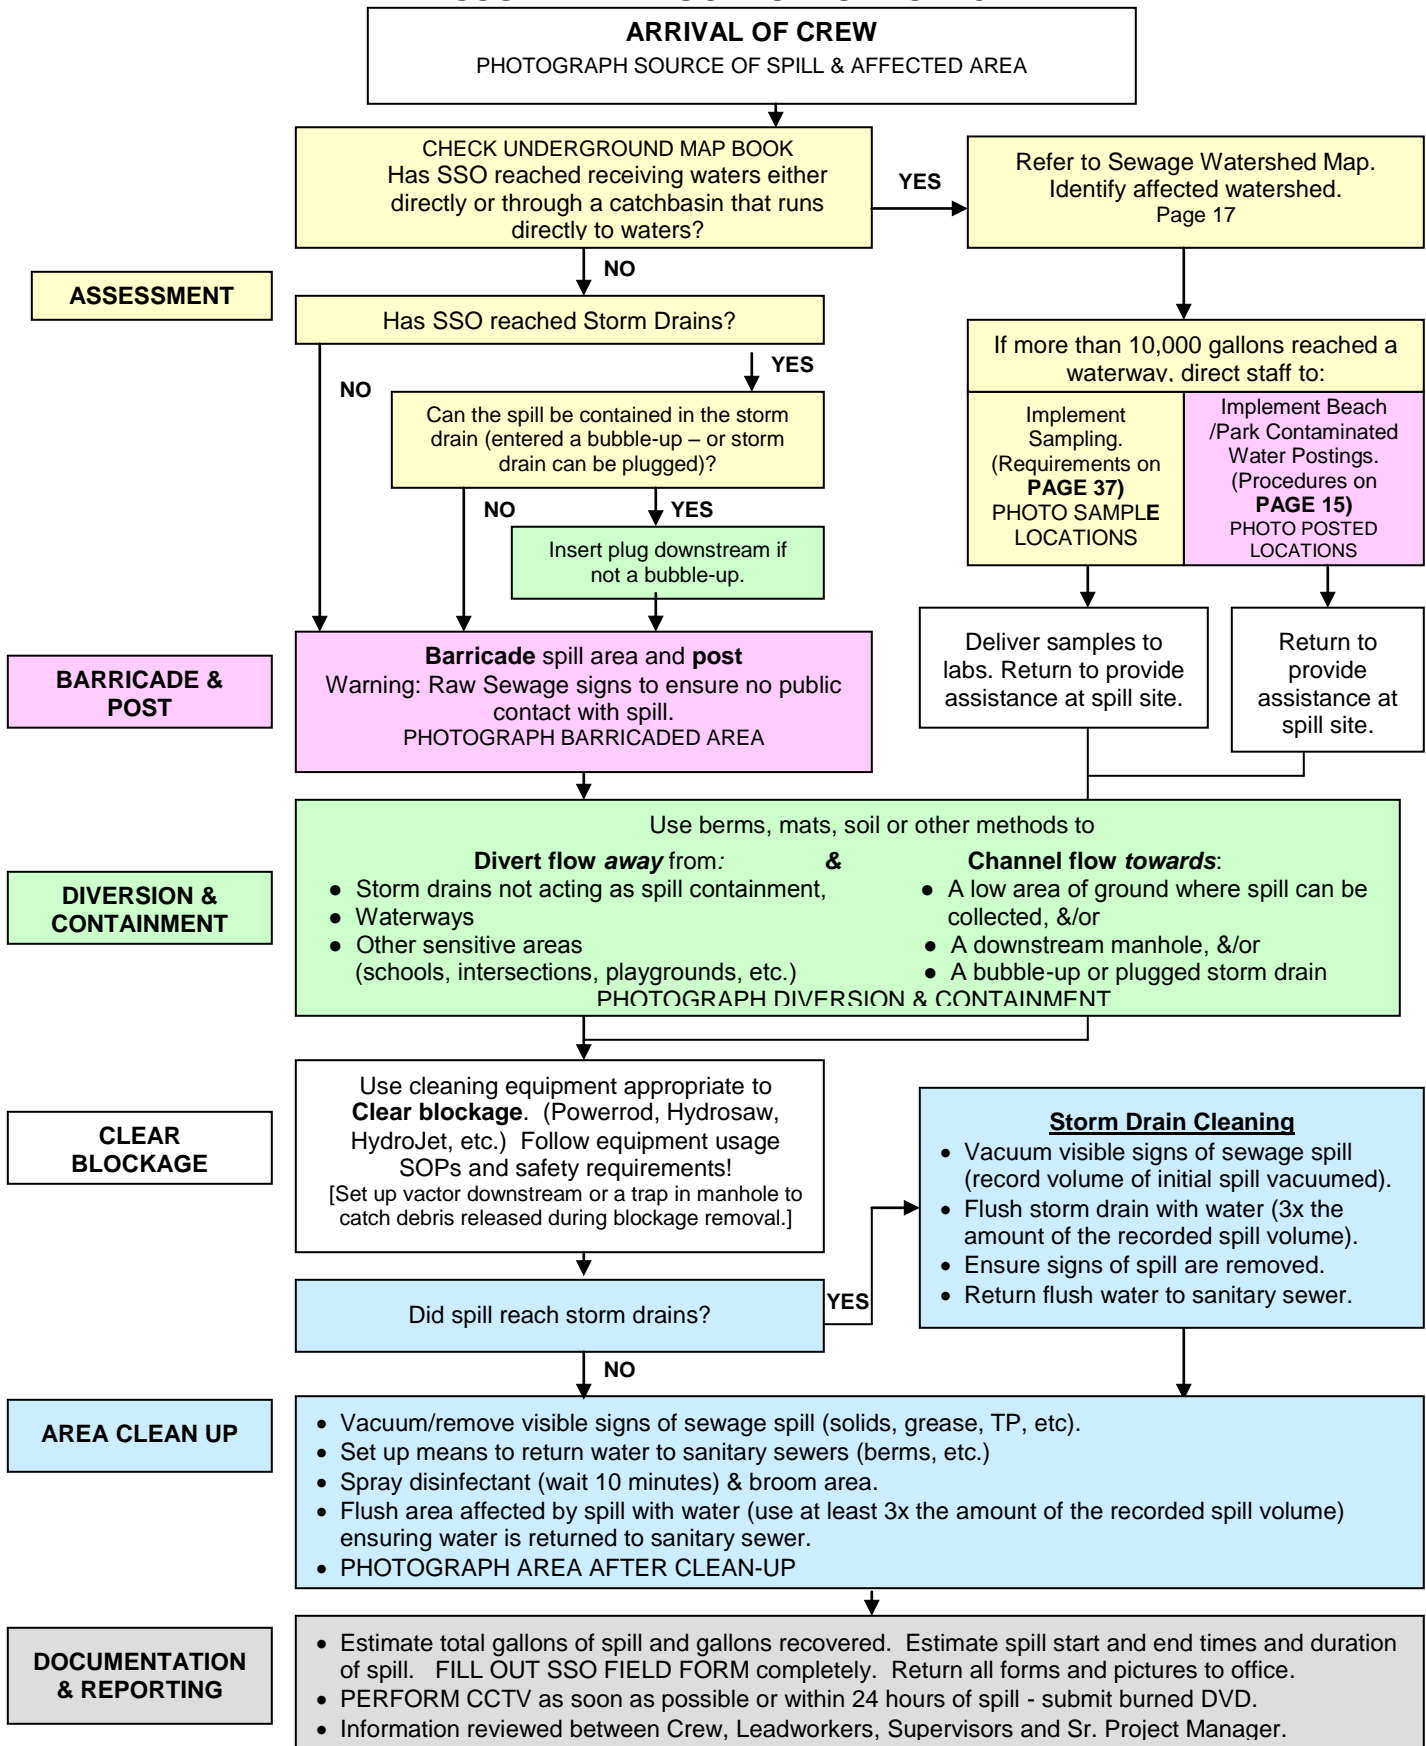 ARRIVAL OF CREW
PHOTOGRAPH SOURCE OF SPILL & AFFECTED AREA
CHECK UNDERGROUND MAP BOOK
Has SSO reached receiving waters either
directly or through a catchbasin that runs
directly to waters?
YES
Refer to Sewage Watershed Map.
Identify affected watershed.
Page 17
NO
ASSESSMENT
Has SSO reached Storm Drains?
YES
NO
Can the spill be contained in the storm
drain (entered a bubble-up – or storm
drain can be plugged)?
NO
YES
Insert plug downstream if
not a bubble-up.
If more than 10,000 gallons reached a
waterway, direct staff to:
Implement
Sampling.
(Requirements on
PAGE 37)
PHOTO SAMPLE
LOCATIONS
Implement Beach
/Park Contaminated
Water Postings.
(Procedures on
PAGE 15)
PHOTO POSTED
LOCATIONS
Deliver samples to
labs. Return to provide
assistance at spill site.
Return to
provide
assistance at
spill site.
BARRICADE &
POST
Barricade spill area and post
Warning: Raw Sewage signs to ensure no public
contact with spill.
PHOTOGRAPH BARRICADED AREA
DIVERSION &
CONTAINMENT
Use berms, mats, soil or other methods to
Divert flow away from: & Channel flow towards:
● Storm drains not acting as spill containment,
● Waterways
● Other sensitive areas
(schools, intersections, playgrounds, etc.)
● A low area of ground where spill can be
collected, &/or
● A downstream manhole, &/or
● A bubble-up or plugged storm drain
PHOTOGRAPH DIVERSION & CONTAINMENT
CLEAR
BLOCKAGE
Use cleaning equipment appropriate to
Clear blockage. (Powerrod, Hydrosaw,
HydroJet, etc.) Follow equipment usage
SOPs and safety requirements!
[Set up vactor downstream or a trap in manhole to
catch debris released during blockage removal.]
Did spill reach storm drains?
YES
NO
Storm Drain Cleaning
• Vacuum visible signs of sewage spill
(record volume of initial spill vacuumed).
• Flush storm drain with water (3x the
amount of the recorded spill volume).
• Ensure signs of spill are removed.
• Return flush water to sanitary sewer.
AREA CLEAN UP
• Vacuum/remove visible signs of sewage spill (solids, grease, TP, etc).
• Set up means to return water to sanitary sewers (berms, etc.)
• Spray disinfectant (wait 10 minutes) & broom area.
• Flush area affected by spill with water (use at least 3x the amount of the recorded spill volume)
ensuring water is returned to sanitary sewer.
• PHOTOGRAPH AREA AFTER CLEAN-UP
DOCUMENTATION
& REPORTING
• Estimate total gallons of spill and gallons recovered. Estimate spill start and end times and duration
of spill. FILL OUT SSO FIELD FORM completely. Return all forms and pictures to office.
• PERFORM CCTV as soon as possible or within 24 hours of spill - submit burned DVD.
• Information reviewed between Crew, Leadworkers, Supervisors and Sr. Project Manager.